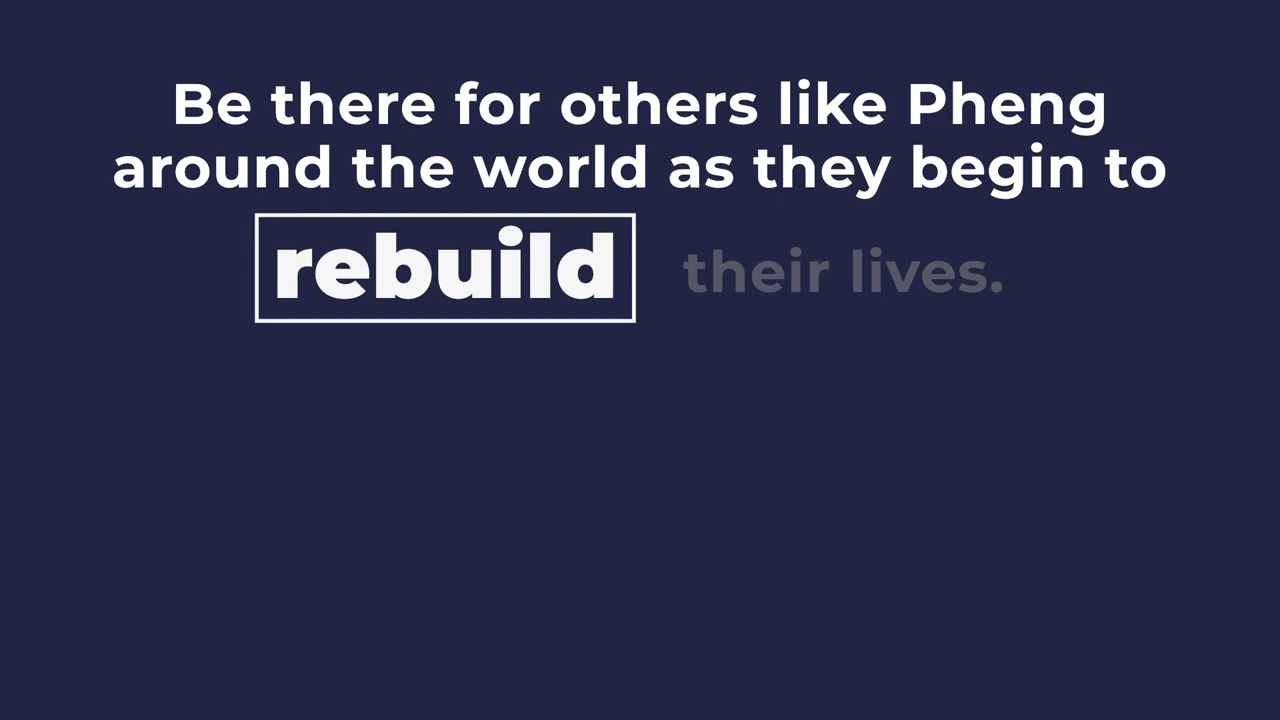 Be there for others like Pheng
around the world as they begin to
rebuild their lives.